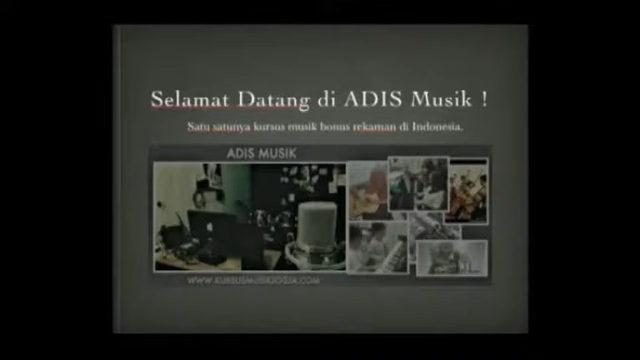 Selamat Datang di ADIS Musik !
Satu satunya kursus musik bonus rekaman di Indonesia.
ADIS MUSIK
WWW.KURSUSMUSIKJOGJA.COM